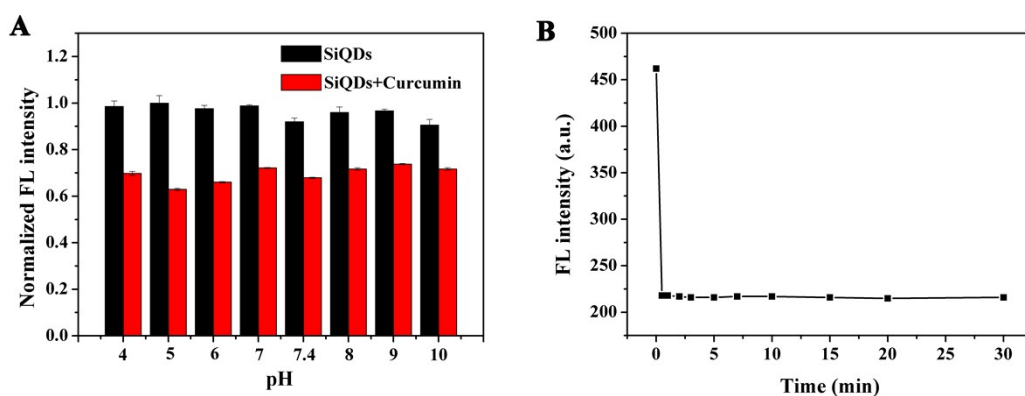 A
Normalized FL intensity
1.2
1.0
0.8
0.6
0.4
0.2
0.0
SiQDs
SiQDs+Curcumin
4 5 6 7 7.4 8 9 10
pH
B
FL intensity (a.u.)
500
450
400
350
300
250
200
0 5 10 15 20 25 30
Time (min)